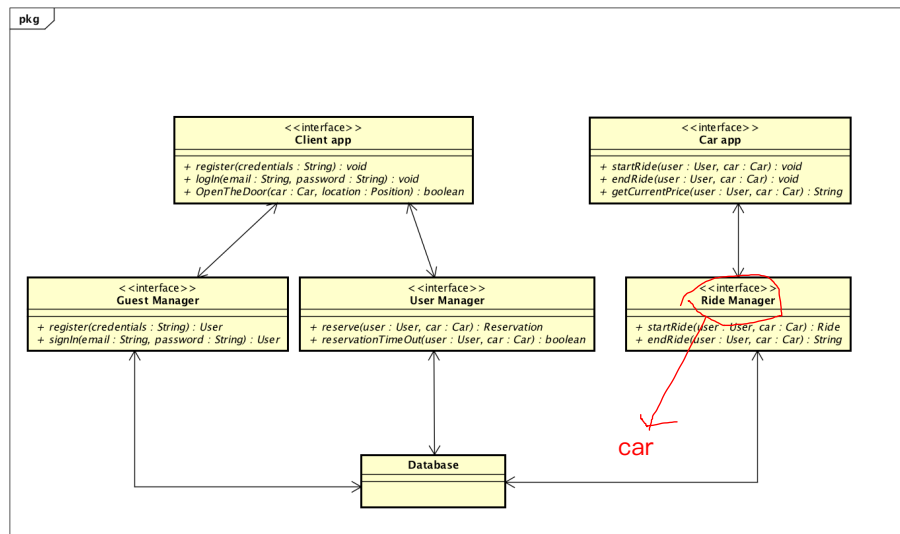 pkg
<<interface>>
Client app
+ register(credentials : String) : void
+ logIn(email : String, password : String) : void
+ OpenTheDoor(car : Car, location : Position) : boolean
<<interface>>
Car app
+ startRide(user : User, car : Car) : void
+ endRide(user : User, car : Car) : void
+ getCurrentPrice(user : User, car : Car) : String
<<interface>>
Guest Manager
+ register(credentials : String) : User
+ signIn(email : String, password : String) : User
<<interface>>
User Manager
+ reserve(user : User, car : Car) : Reservation
+ reservationTimeOut(user : User, car : Car) : boolean
<<interface>>
Ride Manager
+ startRide(user : User, car : Car) : Ride
+ endRide(user : User, car : Car) : String
car
Database